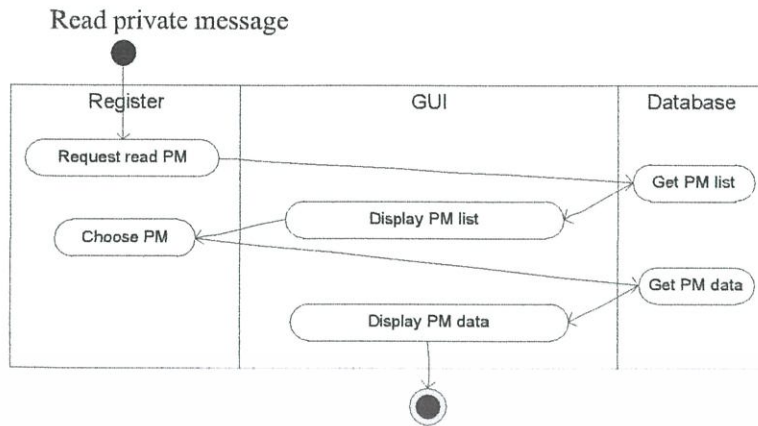 Read private message
Register
GUI
Database
Request read PM
Get PM list
Display PM list
Choose PM
Get PM data
Display PM data